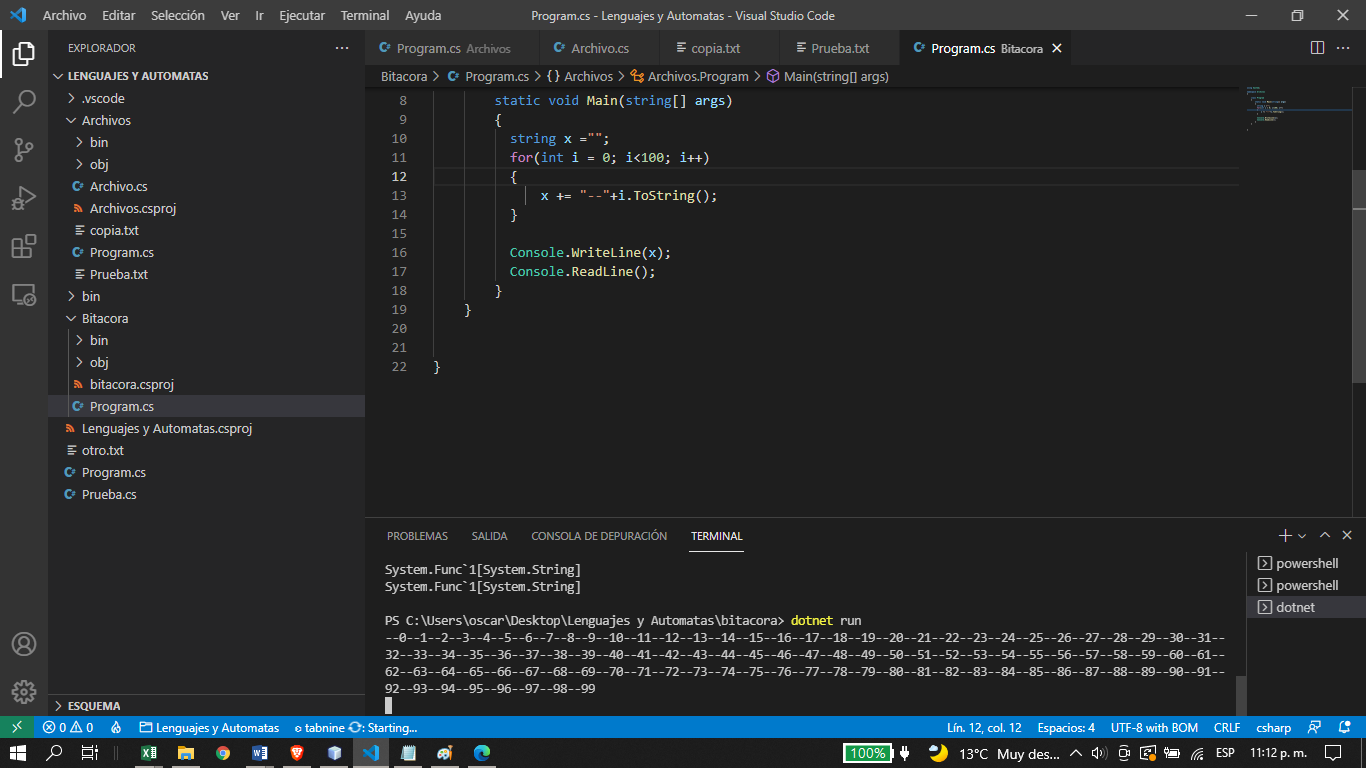 Archivo Editar Selección Ver Ir Ejecutar Terminal Ayuda Program.cs - Lenguajes y Automatas - Visual Studio Code
EXPLORADOR ···
LENGUAJES Y AUTOMATAS
.vscode
Archivos
bin
obj
Archivo.cs
Archivos.csproj
copia.txt
Program.cs
Prueba.txt
bin
Bitacora
bin
obj
bitacora.csproj
Program.cs
Lenguajes y Automatas.csproj
otro.txt
Program.cs
Prueba.cs
ESQUEMA
Program.cs Archivos Archivo.cs copia.txt Prueba.txt Program.cs Bitacora
Bitacora > Program.cs > {} Archivos > Archivos.Program > Main(string[] args)
8 static void Main(string[] args)
9 {
10 string x ="";
11 for(int i = 0; i<100; i++)
12 {
13 x += "--"+i.ToString();
14 }
15
16 Console.WriteLine(x);
17 Console.ReadLine();
18 }
19 }
20
21
22 }
PROBLEMAS SALIDA CONSOLA DE DEPURACIÓN TERMINAL
System.Func`1[System.String]
System.Func`1[System.String]
PS C:\Users\oscar\Desktop\Lenguajes y Automatas\bitacora> dotnet run
--0--1--2--3--4--5--6--7--8--9--10--11--12--13--14--15--16--17--18--19--20--21--22--23--24--25--26--27--28--29--30--31--
32--33--34--35--36--37--38--39--40--41--42--43--44--45--46--47--48--49--50--51--52--53--54--55--56--57--58--59--60--61--
62--63--64--65--66--67--68--69--70--71--72--73--74--75--76--77--78--79--80--81--82--83--84--85--86--87--88--89--90--91--
92--93--94--95--96--97--98--99
powershell
powershell
dotnet
0 0 Lenguajes y Automatas tabnine : Starting... Lín. 12, col. 12 Espacios: 4 UTF-8 with BOM CRLF csharp
100% 13°C Muy des... ESP 11:12 p. m.